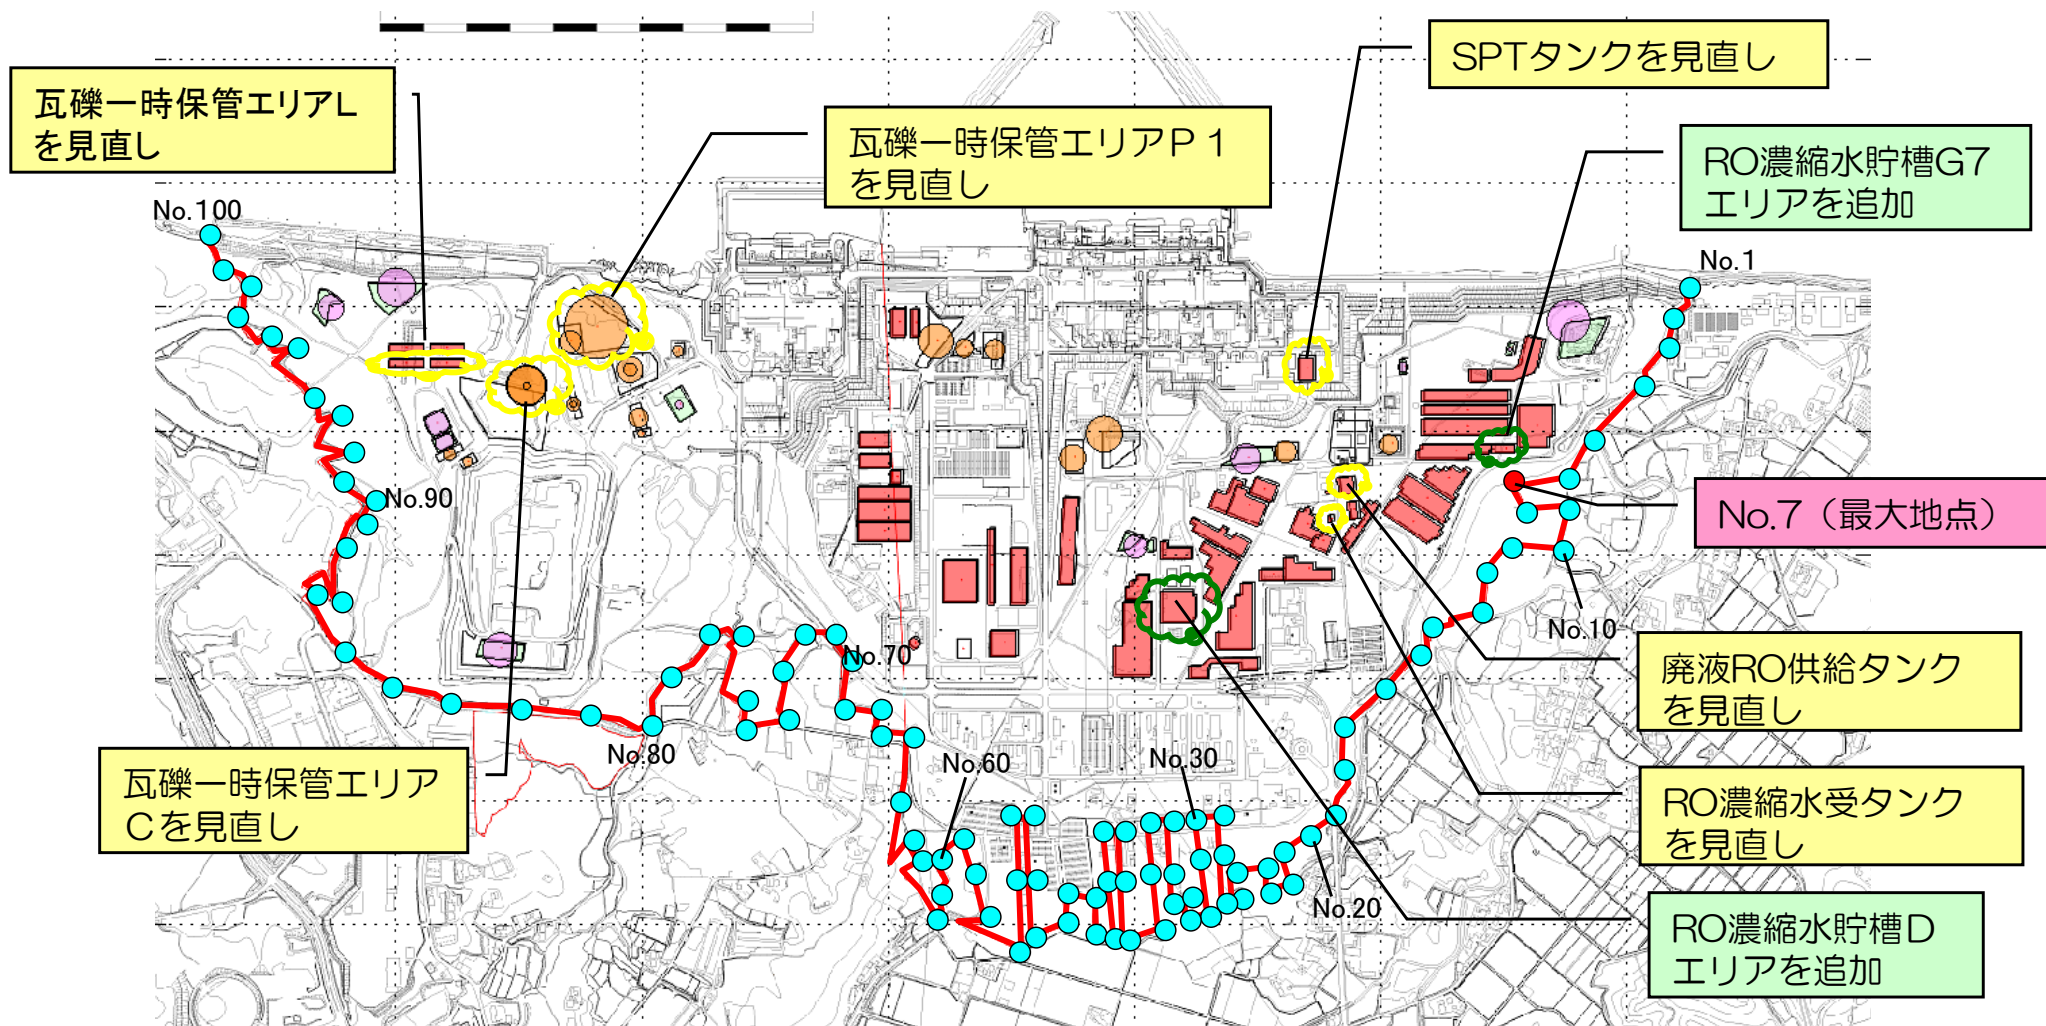 SPTタンクを見直し
瓦礫一時保管エリアL
を見直し
瓦礫一時保管エリアP1
を見直し
RO濃縮水貯槽G7
エリアを追加
No.100
No.1
No.90
No.7（最大地点）
No.10
No.70
廃液RO供給タンク
を見直し
No.80
No.60
No.30
瓦礫一時保管エリア
Cを見直し
RO濃縮水受タンク
を見直し
No.20
RO濃縮水貯槽D
エリアを追加